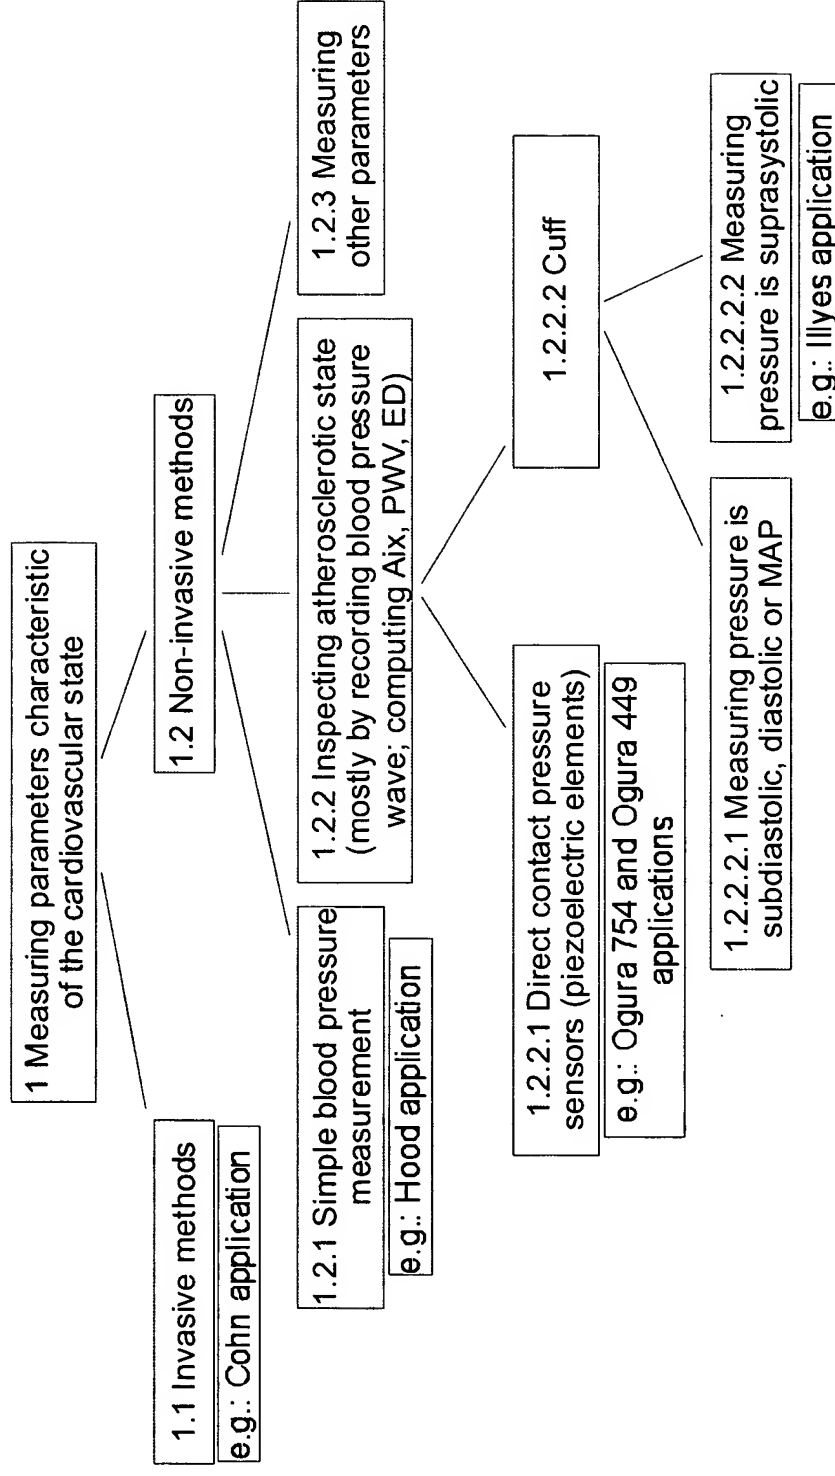 1 Measuring parameters characteristic
of the cardiovascular state
1.1 Invasive methods
e.g.: Cohn application
1.2 Non-invasive methods
1.2.1 Simple blood pressure
measurement
e.g.: Hood application
1.2.2 Inspecting atherosclerotic state
(mostly by recording blood pressure
wave; computing Aix, PWV, ED)
1.2.3 Measuring
other parameters
1.2.2.1 Direct contact pressure
sensors (piezoelectric elements)
e.g.: Ogura 754 and Ogura 449
applications
1.2.2.2 Cuff
1.2.2.2.1 Measuring pressure is
subdiastolic, diastolic or MAP
1.2.2.2.2 Measuring
pressure is suprasystolic
e.g.: Illyes application